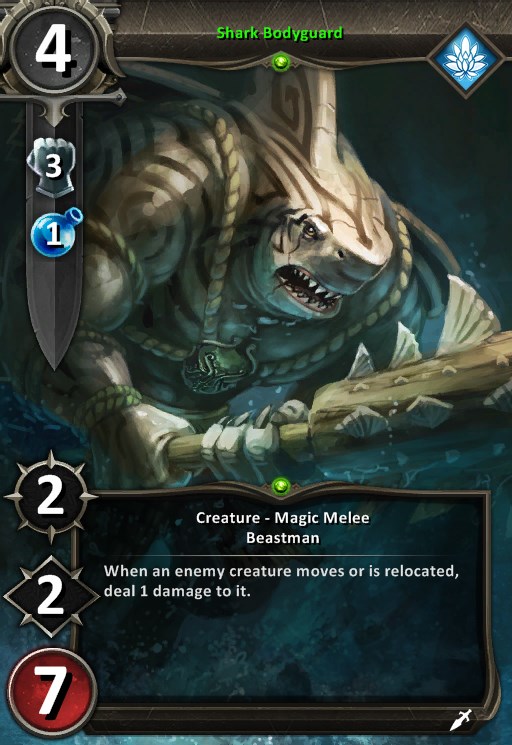 4
Shark Bodyguard
3
1
2
Creature - Magic Melee
Beastman
2
When an enemy creature moves or is relocated,
deal 1 damage to it.
7